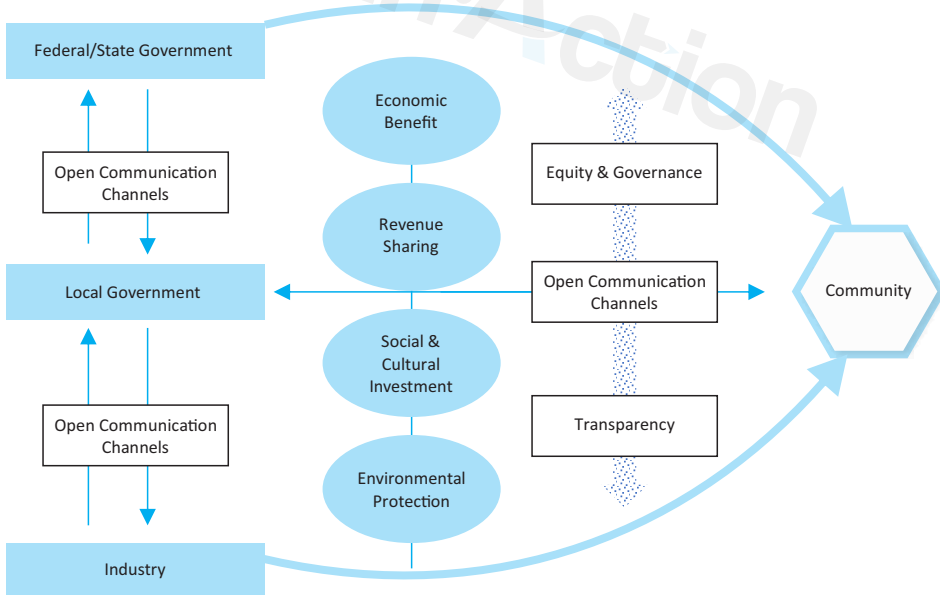 Federal/State Government
Open Communication
Channels
Local Government
Open Communication
Channels
Industry
Economic
Benefit
Revenue
Sharing
Social &
Cultural
Investment
Environmental
Protection
Equity & Governance
Open Communication
Channels
Transparency
Community